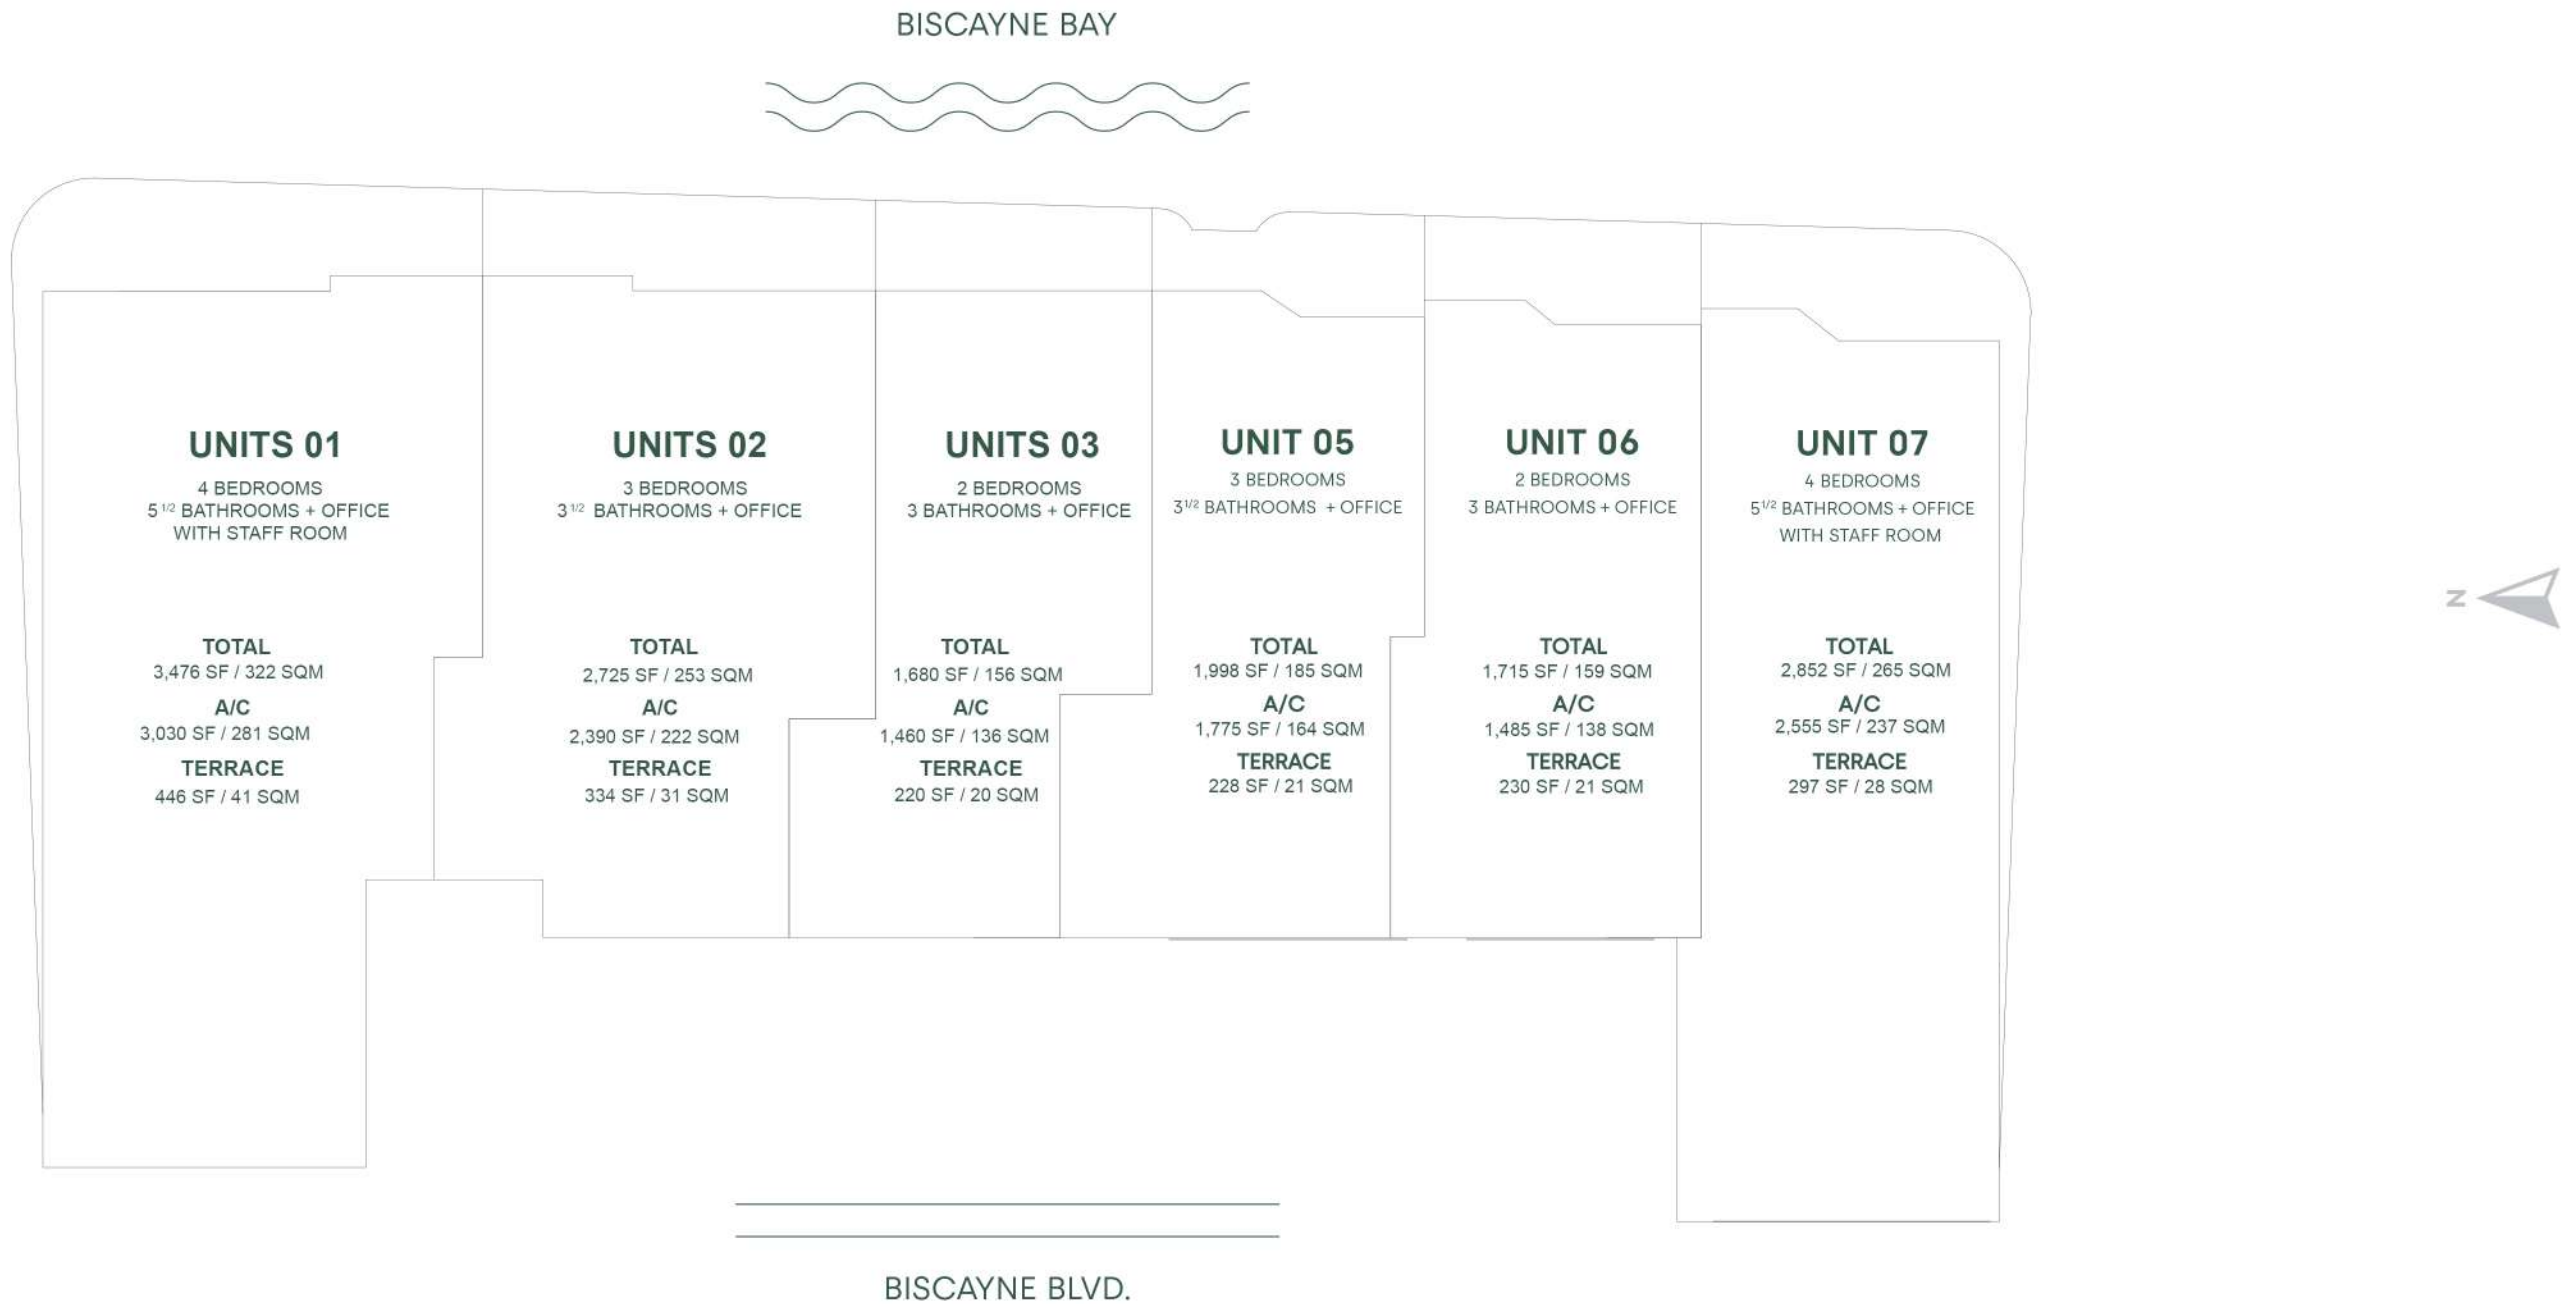 BISCAYNE BAY
UNITS 01
4 BEDROOMS
5 1/2 BATHROOMS + OFFICE
WITH STAFF ROOM
TOTAL
3,476 SF / 322 SQM
A/C
3,030 SF / 281 SQM
TERRACE
446 SF / 41 SQM
UNITS 02
3 BEDROOMS
3 1/2 BATHROOMS + OFFICE
TOTAL
2,725 SF / 253 SQM
A/C
2,390 SF / 222 SQM
TERRACE
334 SF / 31 SQM
UNITS 03
2 BEDROOMS
3 BATHROOMS + OFFICE
TOTAL
1,680 SF / 156 SQM
A/C
1,460 SF / 136 SQM
TERRACE
220 SF / 20 SQM
UNIT 05
3 BEDROOMS
3 1/2 BATHROOMS + OFFICE
TOTAL
1,998 SF / 185 SQM
A/C
1,775 SF / 164 SQM
TERRACE
228 SF / 21 SQM
UNIT 06
2 BEDROOMS
3 BATHROOMS + OFFICE
TOTAL
1,715 SF / 159 SQM
A/C
1,485 SF / 138 SQM
TERRACE
230 SF / 21 SQM
UNIT 07
4 BEDROOMS
5 1/2 BATHROOMS + OFFICE
WITH STAFF ROOM
TOTAL
2,852 SF / 265 SQM
A/C
2,555 SF / 237 SQM
TERRACE
297 SF / 28 SQM
N
BISCAYNE BLVD.